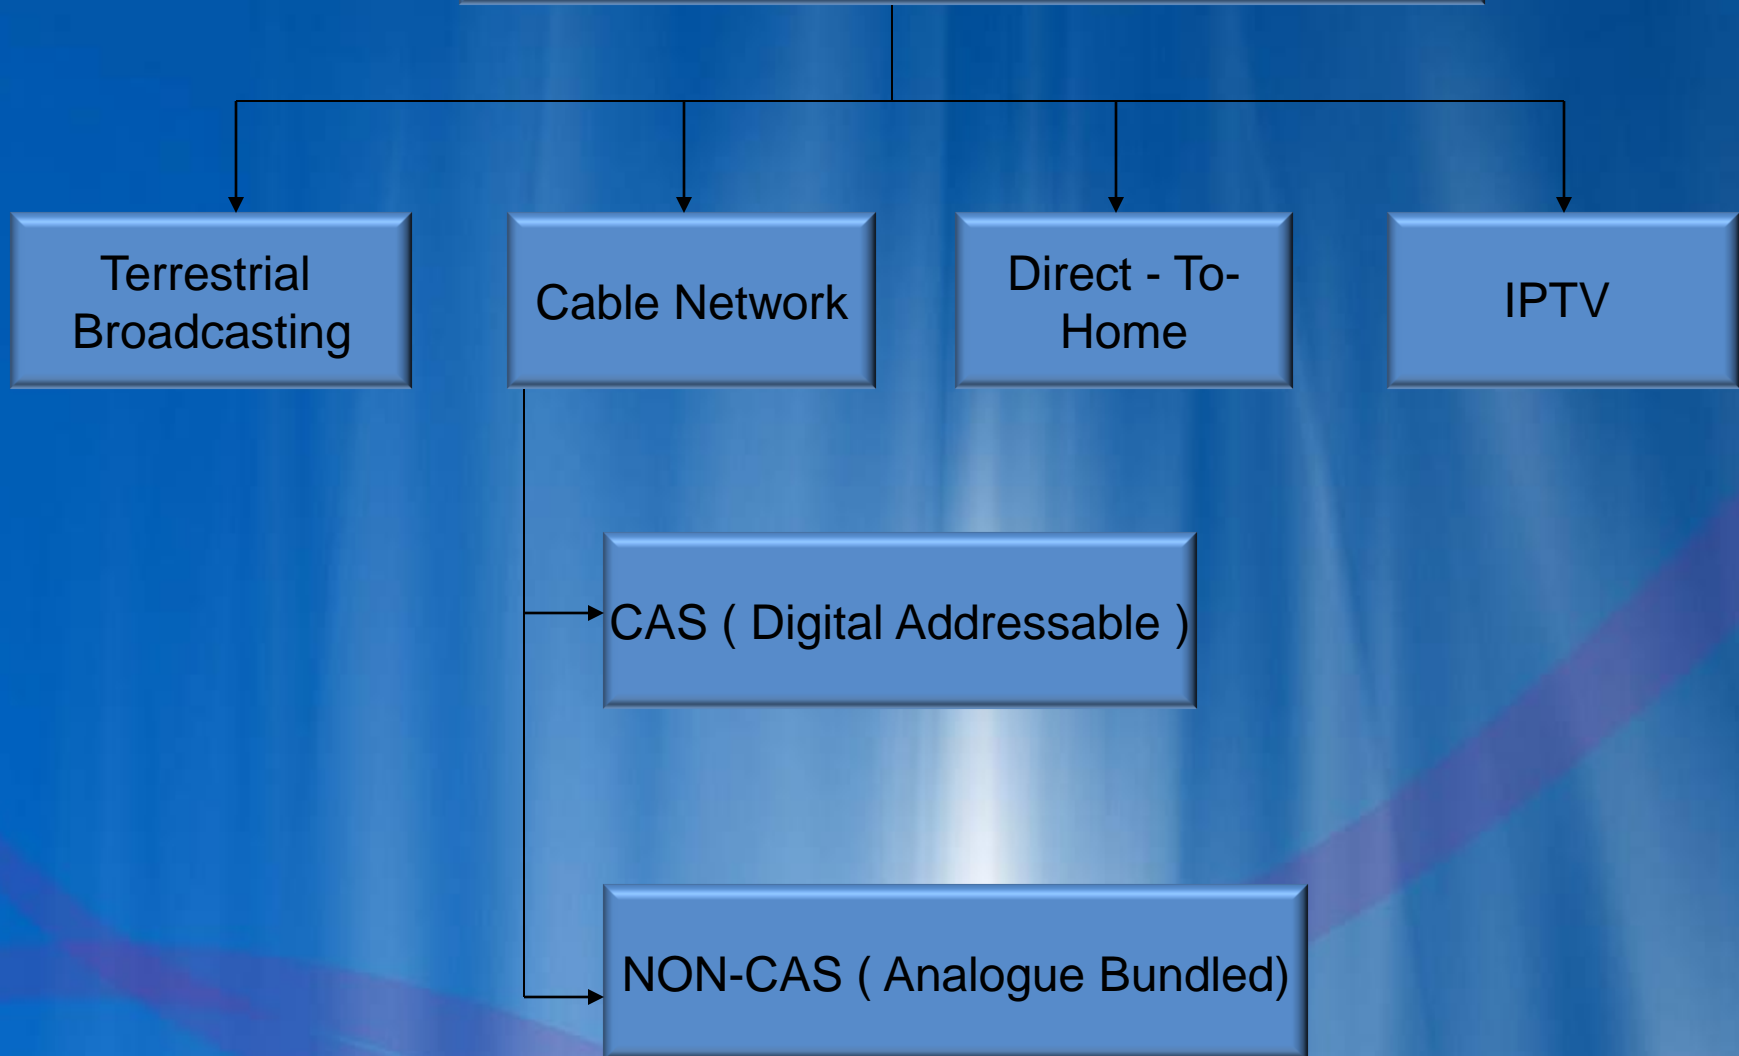 Terrestrial
Broadcasting
Cable Network
Direct - To-
Home
IPTV
CAS ( Digital Addressable )
NON-CAS ( Analogue Bundled)